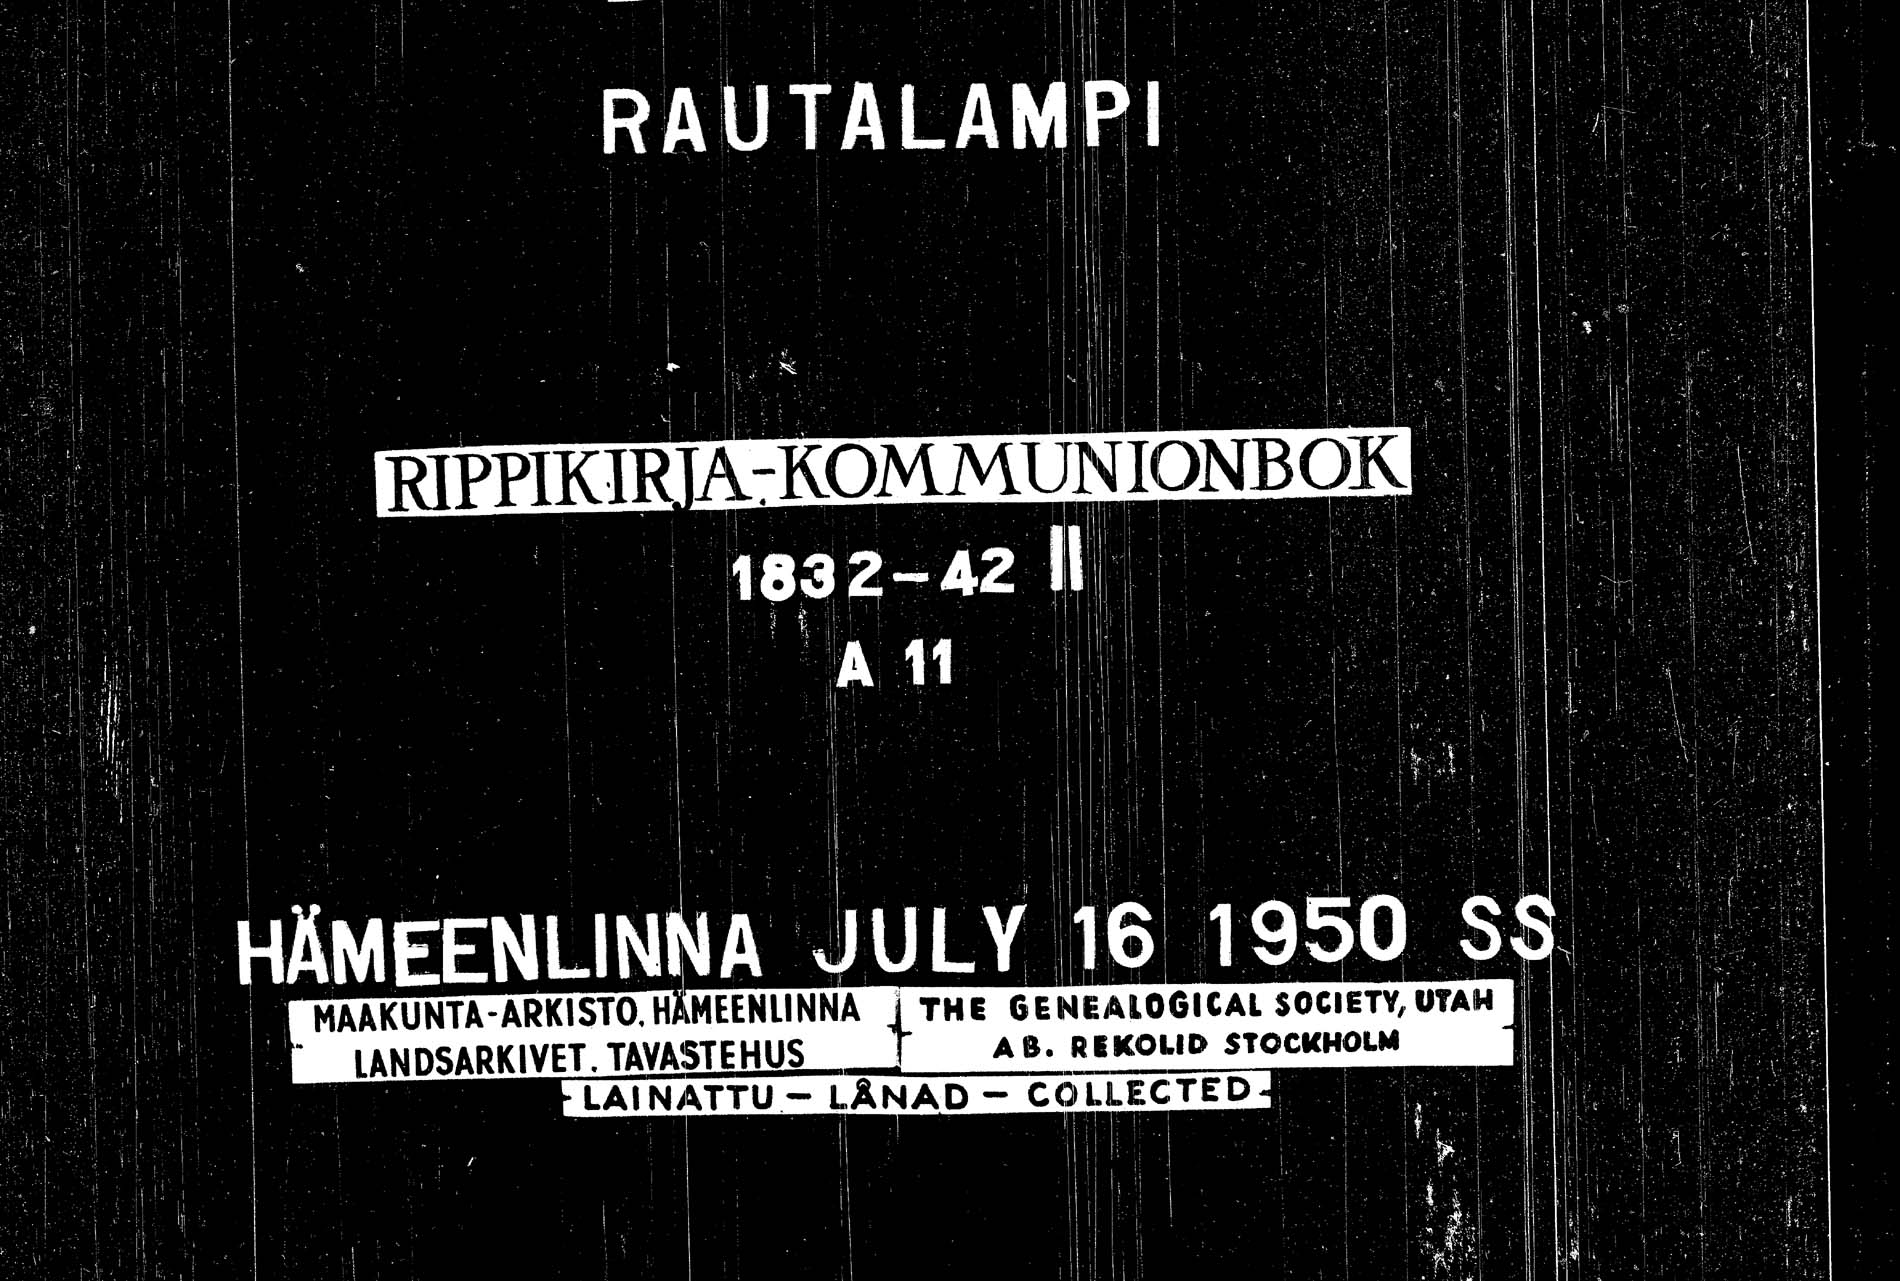 RAUTALAMPI
RIPPIKIRJA-KOMMUNIONBOK
1832-42 II
A 11
HÄMEENLINNA JULY 16 1950 SS
MAAKUNTA-ARKISTO, HÄMEENLINNA
LANDSARKIVET. TAVASTEHUS
THE GENEALOGICAL SOCIETY, UTAH
AB. REKOLID STOCKHOLM
LAINATTU – LÅNAD – COLLECTED